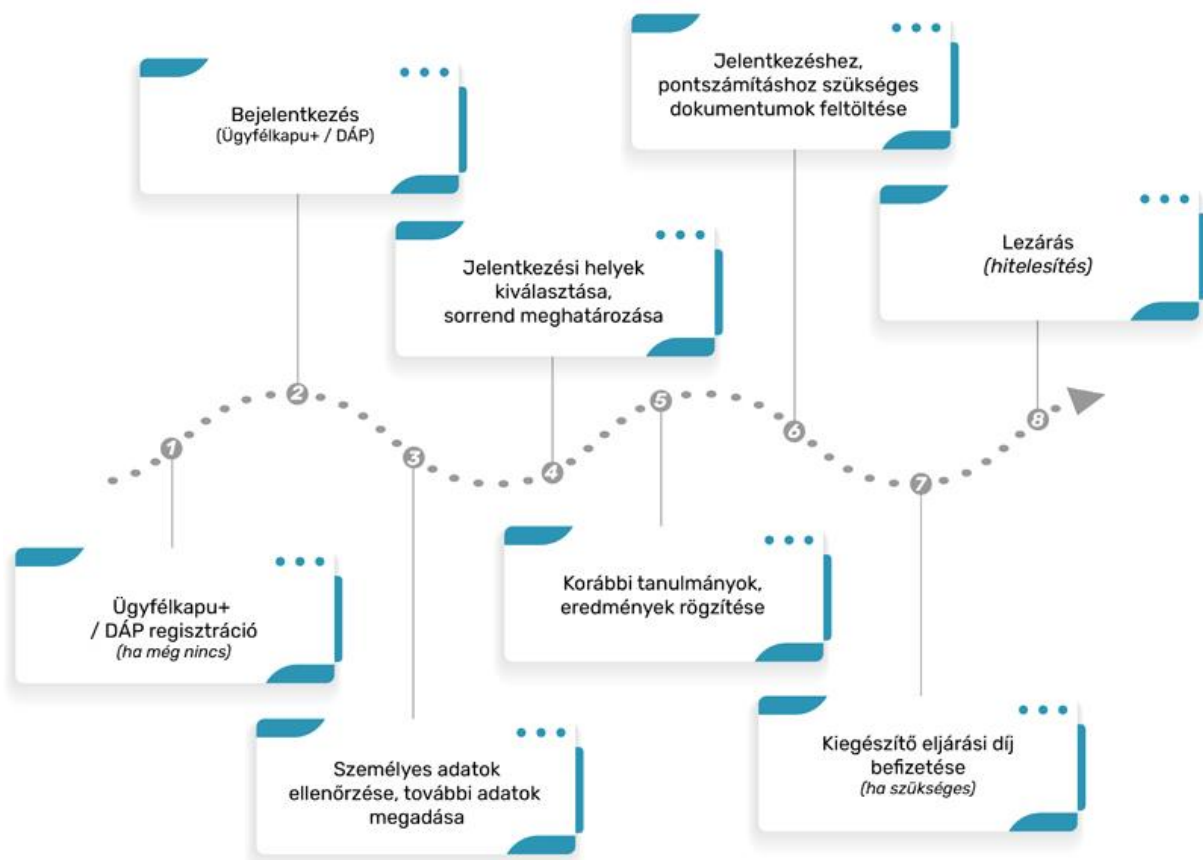 1
Ügyfélkapu+
/ DÁP regisztráció
(ha még nincs)
2
Bejelentkezés
(Ügyfélkapu+ / DÁP)
3
Személyes adatok
ellenőrzése, további adatok
megadása
4
Jelentkezési helyek
kiválasztása,
sorrend meghatározása
5
Korábbi tanulmányok,
eredmények rögzítése
6
Jelentkezéshez,
pontszámításhoz szükséges
dokumentumok feltöltése
7
Kiegészítő eljárási díj
befizetése
(ha szükséges)
8
Lezárás
(hitelesítés)